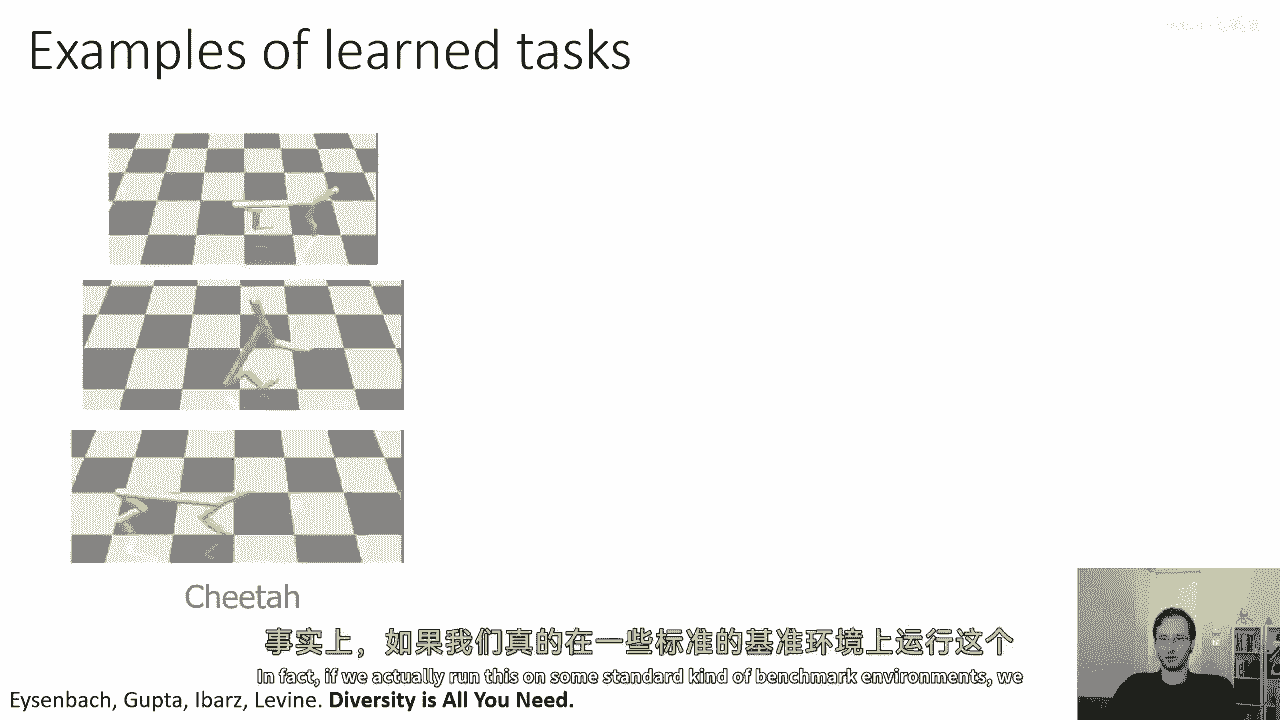 Examples of learned tasks
Cheetah
事实上，如果我们真的在一些标准的基准环境上运行这个
In fact, if we actually run this on some standard kind of benchmark environments, we
Eysenbach, Gupta, Ibarz, Levine. Diversity is All You Need.